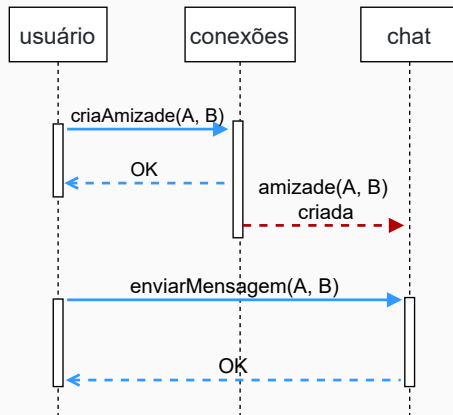 usuário
conexões
chat
criaAmizade(A, B)
OK
amizade(A, B)
criada
enviarMensagem(A, B)
OK